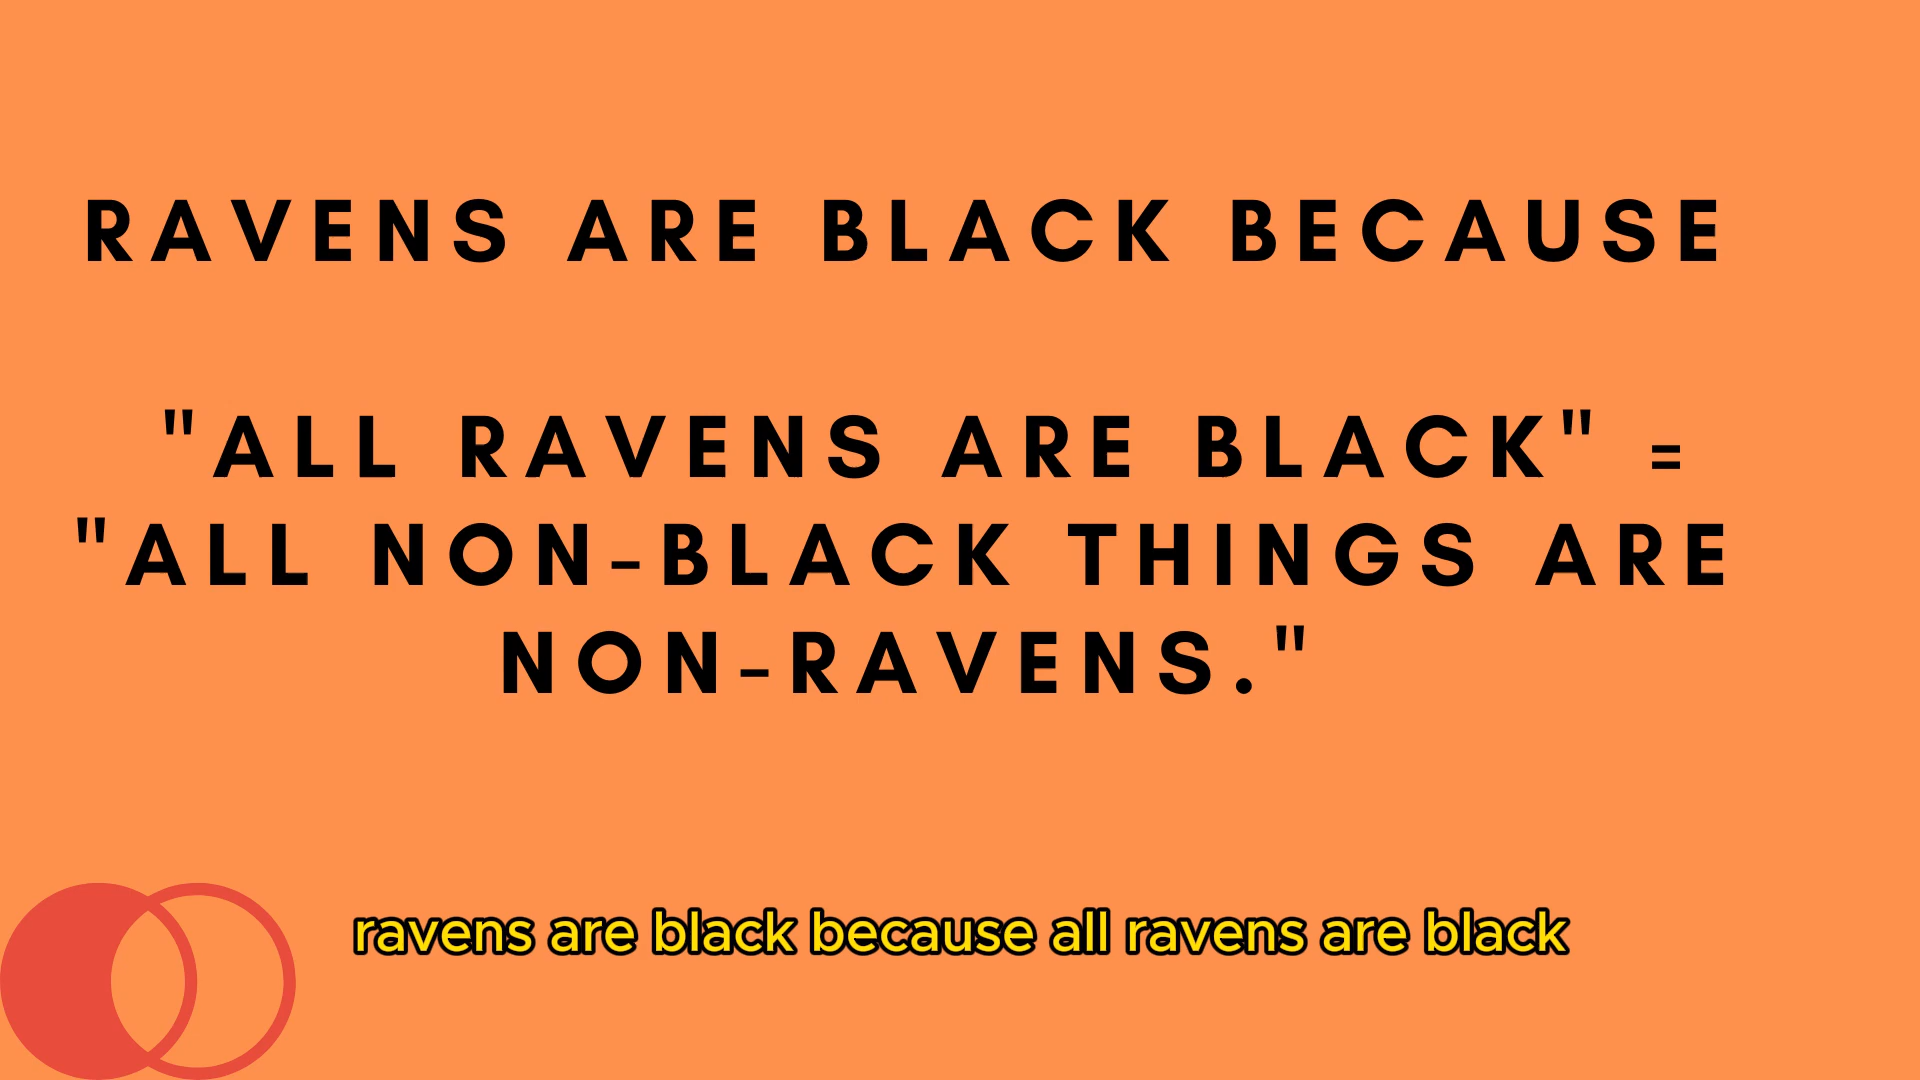 RAVENS ARE BLACK BECAUSE
"ALL RAVENS ARE BLACK" =
"ALL NON-BLACK THINGS ARE
NON-RAVENS."
ravens are black because all ravens are black